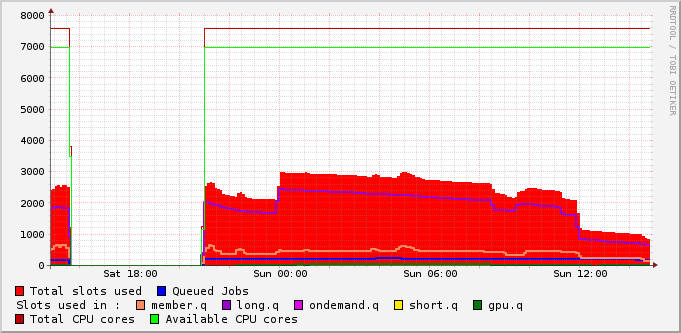 8000
7000
6000
5000
4000
3000
2000
1000
0
Sat 18:00 Sun 00:00 Sun 06:00 Sun 12:00
RRDTOOL / TOBI OETIKER
Total slots used Queued Jobs
Slots used in : member.q long.q ondemand.q short.q gpu.q
Total CPU cores Available CPU cores